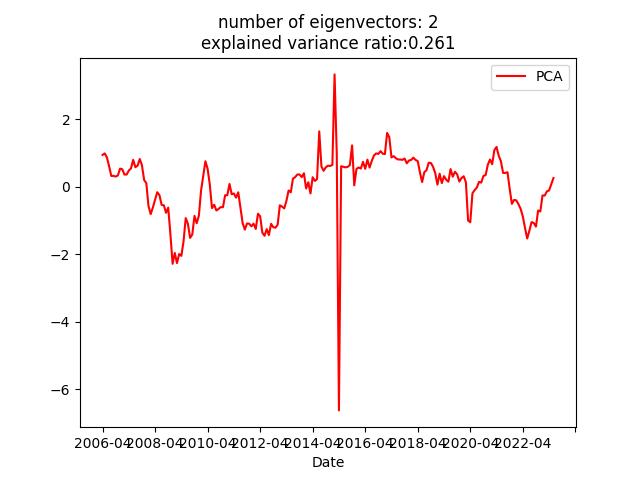 number of eigenvectors: 2
explained variance ratio:0.261
PCA
2
0
−2
−4
−6
2006-04 2008-04 2010-04 2012-04 2014-04 2016-04 2018-04 2020-04 2022-04
Date